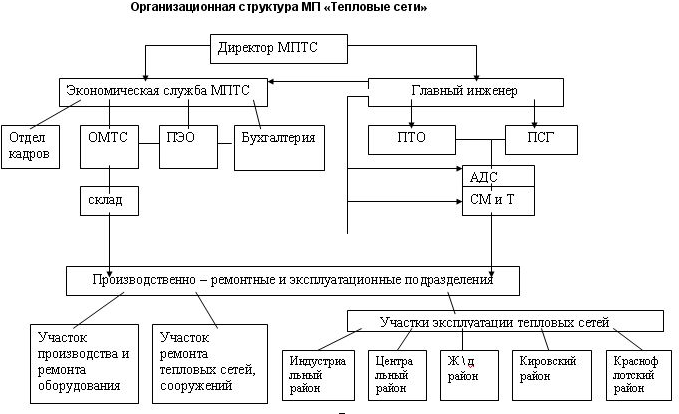 Организационная структура МП «Тепловые сети»
Директор МПТС
Экономическая служба МПТС
Главный инженер
Отдел
кадров
ОМТС
ПЭО
Бухгалтерия
ПТО
ПСГ
АДС
СМ и Т
склад
Производственно – ремонтные и эксплуатационные подразделения
Участок
производства и
ремонта
оборудования
Участок
ремонта
тепловых сетей,
сооружений
Участки эксплуатации тепловых сетей
Индустриа
льный
район
Центра
льный
район
Ж \ д
район
Кировский
район
Красноф
лотский
район